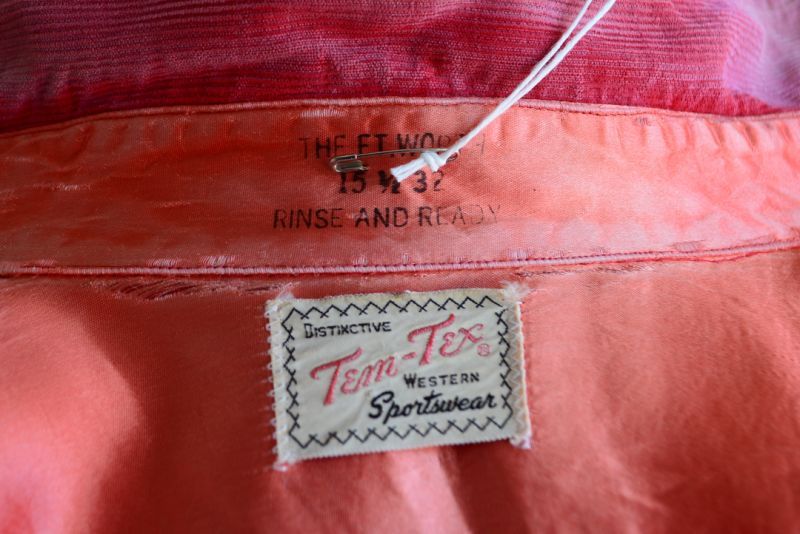 THE FT. WORTH
15 ½ 32
RINSE AND READY
DISTINCTIVE
Tem-Tex®
WESTERN
Sportswear